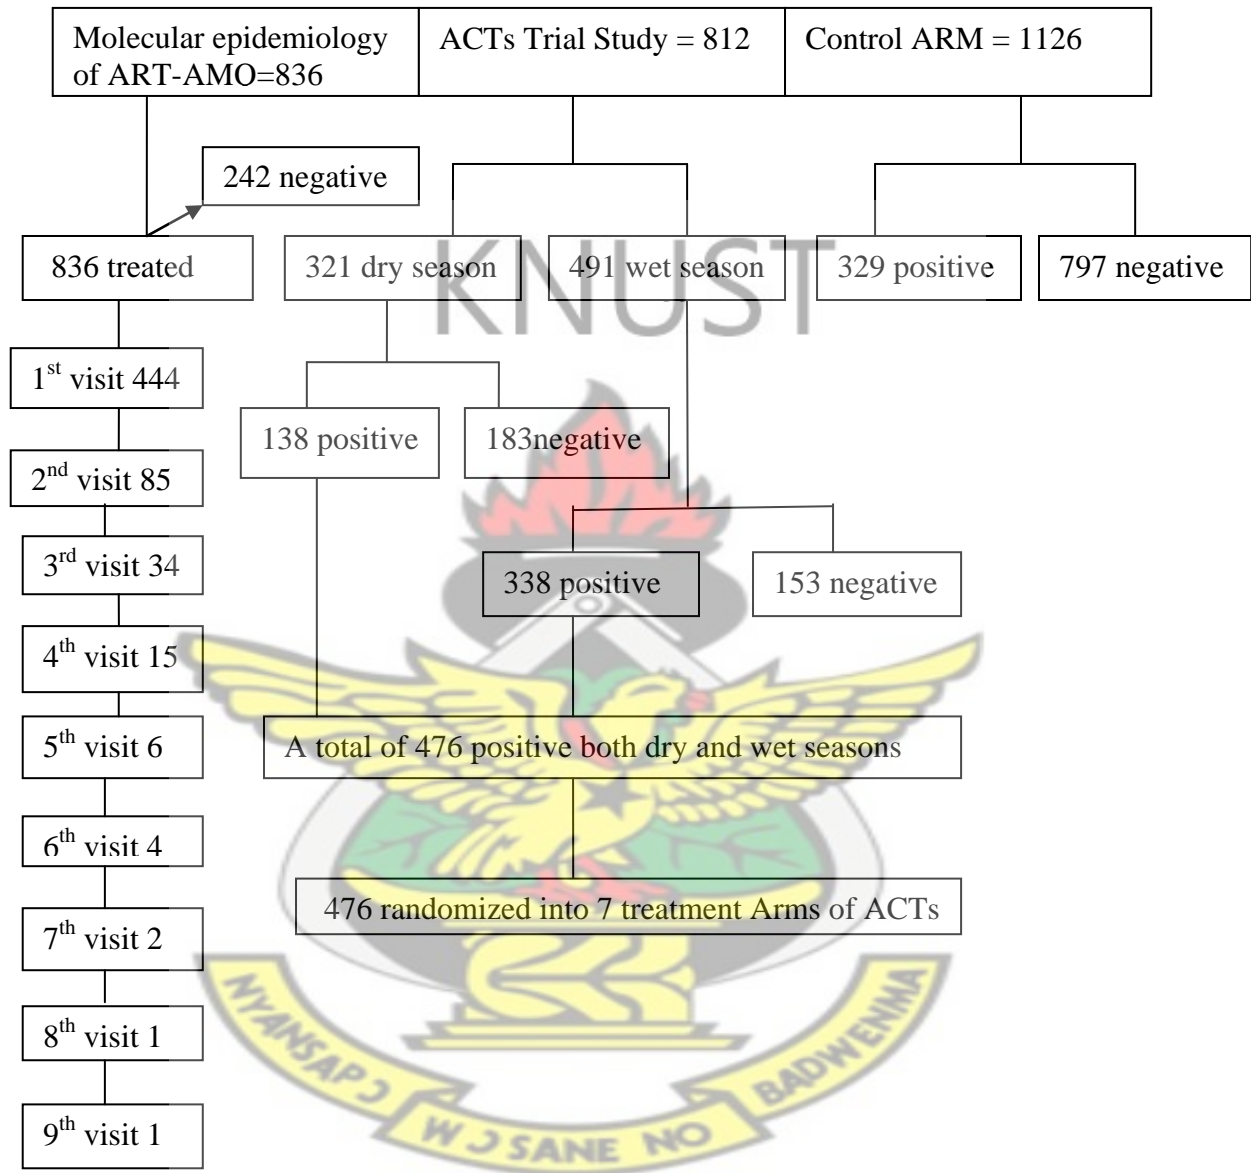 Molecular epidemiology
of ART-AMO=836
ACTs Trial Study = 812
Control ARM = 1126
242 negative
836 treated
321 dry season
491 wet season
329 positive
797 negative
KNUST
1st visit 444
138 positive
183negative
2nd visit 85
3rd visit 34
338 positive
153 negative
4th visit 15
5th visit 6
A total of 476 positive both dry and wet seasons
6th visit 4
476 randomized into 7 treatment Arms of ACTs
7th visit 2
8th visit 1
9th visit 1
NYANSAPƆ
WƆSANE NO
BADWENMA